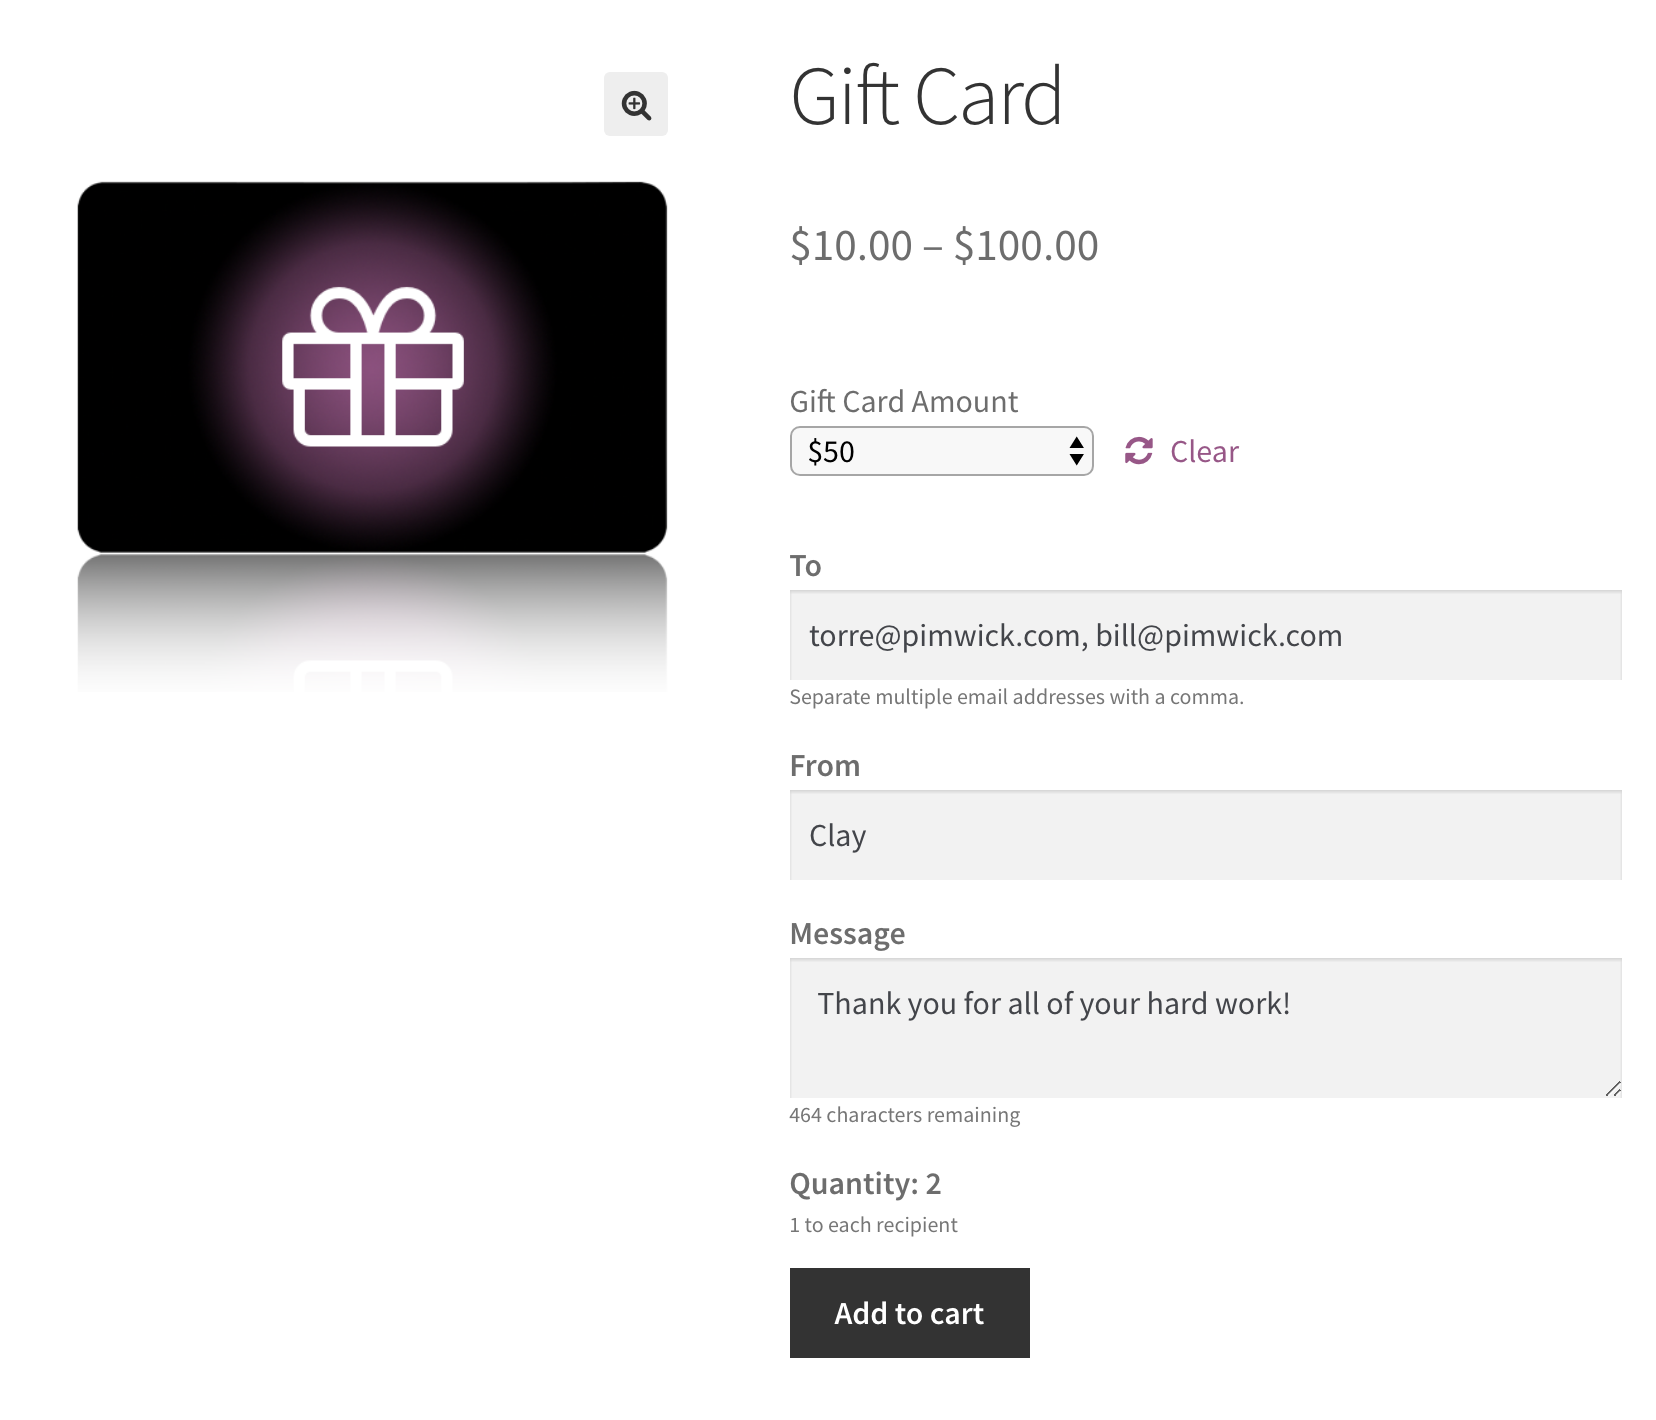 Gift Card
$10.00 – $100.00
Gift Card Amount
$50
Clear
To
torre@pimwick.com, bill@pimwick.com
Separate multiple email addresses with a comma.
From
Clay
Message
Thank you for all of your hard work!
464 characters remaining
Quantity: 2
1 to each recipient
Add to cart